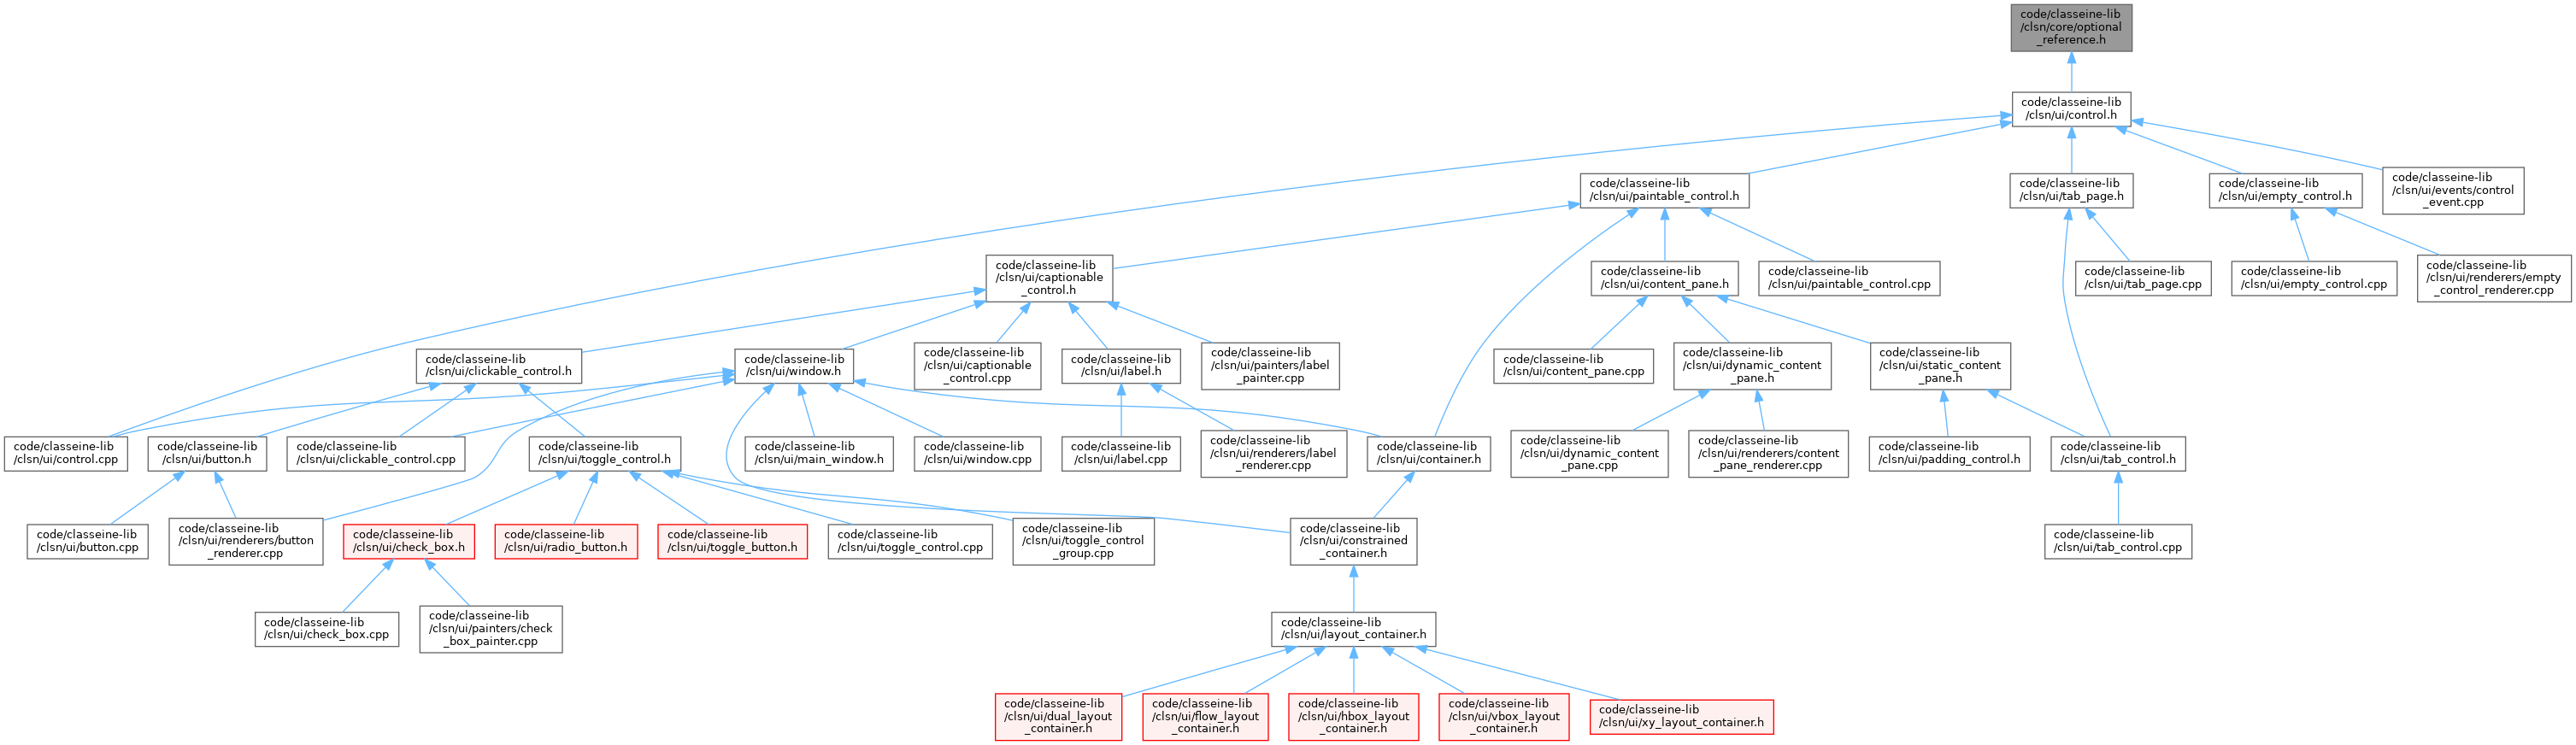 code/classeine-lib
/clsn/core/optional
_reference.h
code/classeine-lib
/clsn/ui/control.h
code/classeine-lib
/clsn/ui/paintable_control.h
code/classeine-lib
/clsn/ui/tab_page.h
code/classeine-lib
/clsn/ui/empty_control.h
code/classeine-lib
/clsn/ui/events/control
_event.cpp
code/classeine-lib
/clsn/ui/captionable
_control.h
code/classeine-lib
/clsn/ui/content_pane.h
code/classeine-lib
/clsn/ui/paintable_control.cpp
code/classeine-lib
/clsn/ui/tab_page.cpp
code/classeine-lib
/clsn/ui/empty_control.cpp
code/classeine-lib
/clsn/ui/renderers/empty
_control_renderer.cpp
code/classeine-lib
/clsn/ui/clickable_control.h
code/classeine-lib
/clsn/ui/window.h
code/classeine-lib
/clsn/ui/captionable
_control.cpp
code/classeine-lib
/clsn/ui/label.h
code/classeine-lib
/clsn/ui/painters/label
_painter.cpp
code/classeine-lib
/clsn/ui/content_pane.cpp
code/classeine-lib
/clsn/ui/dynamic_content
_pane.h
code/classeine-lib
/clsn/ui/static_content
_pane.h
code/classeine-lib
/clsn/ui/control.cpp
code/classeine-lib
/clsn/ui/button.h
code/classeine-lib
/clsn/ui/clickable_control.cpp
code/classeine-lib
/clsn/ui/toggle_control.h
code/classeine-lib
/clsn/ui/main_window.h
code/classeine-lib
/clsn/ui/window.cpp
code/classeine-lib
/clsn/ui/label.cpp
code/classeine-lib
/clsn/ui/renderers/label
_renderer.cpp
code/classeine-lib
/clsn/ui/container.h
code/classeine-lib
/clsn/ui/dynamic_content
_pane.cpp
code/classeine-lib
/clsn/ui/renderers/content
_pane_renderer.cpp
code/classeine-lib
/clsn/ui/padding_control.h
code/classeine-lib
/clsn/ui/tab_control.h
code/classeine-lib
/clsn/ui/button.cpp
code/classeine-lib
/clsn/ui/renderers/button
_renderer.cpp
code/classeine-lib
/clsn/ui/check_box.h
code/classeine-lib
/clsn/ui/radio_button.h
code/classeine-lib
/clsn/ui/toggle_button.h
code/classeine-lib
/clsn/ui/toggle_control.cpp
code/classeine-lib
/clsn/ui/toggle_control
_group.cpp
code/classeine-lib
/clsn/ui/constrained
_container.h
code/classeine-lib
/clsn/ui/tab_control.cpp
code/classeine-lib
/clsn/ui/check_box.cpp
code/classeine-lib
/clsn/ui/painters/check
_box_painter.cpp
code/classeine-lib
/clsn/ui/layout_container.h
code/classeine-lib
/clsn/ui/dual_layout
_container.h
code/classeine-lib
/clsn/ui/flow_layout
_container.h
code/classeine-lib
/clsn/ui/hbox_layout
_container.h
code/classeine-lib
/clsn/ui/vbox_layout
_container.h
code/classeine-lib
/clsn/ui/xy_layout_container.h